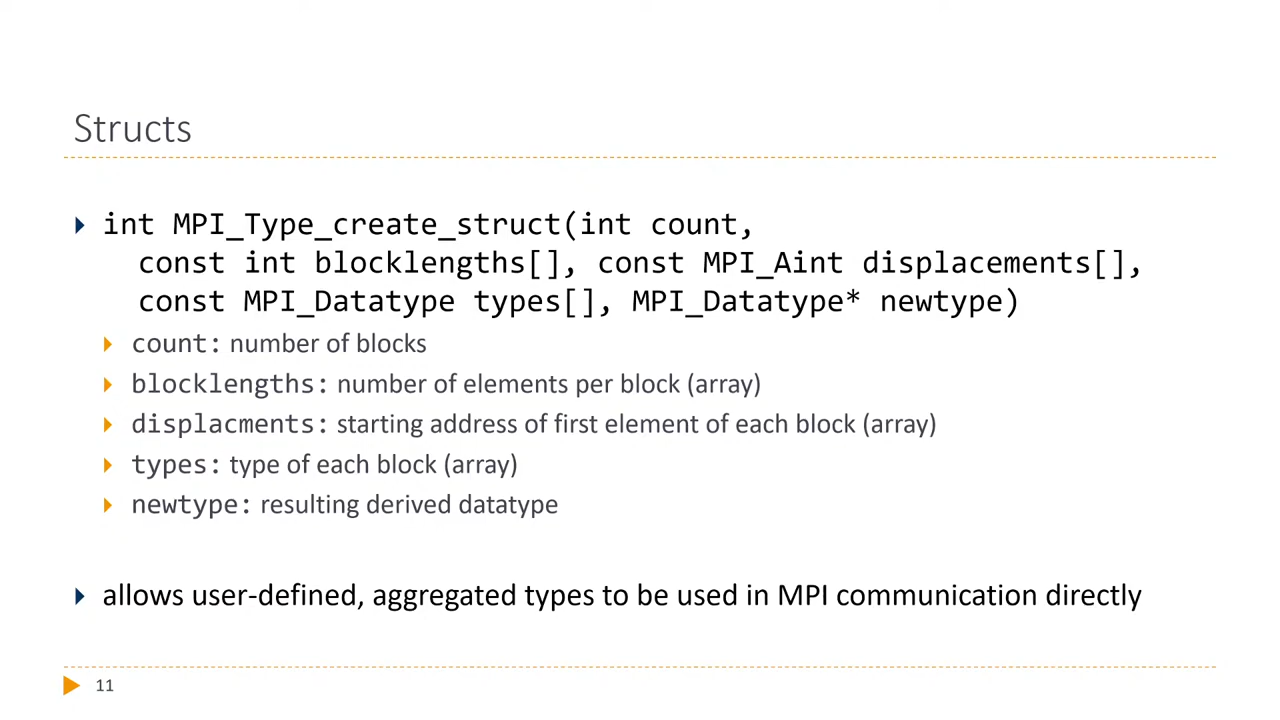 Structs
int MPI_Type_create_struct(int count,
const int blocklengths[], const MPI_Aint displacements[],
const MPI_Datatype types[], MPI_Datatype* newtype)
count: number of blocks
blocklengths: number of elements per block (array)
displacments: starting address of first element of each block (array)
types: type of each block (array)
newtype: resulting derived datatype
allows user-defined, aggregated types to be used in MPI communication directly
11